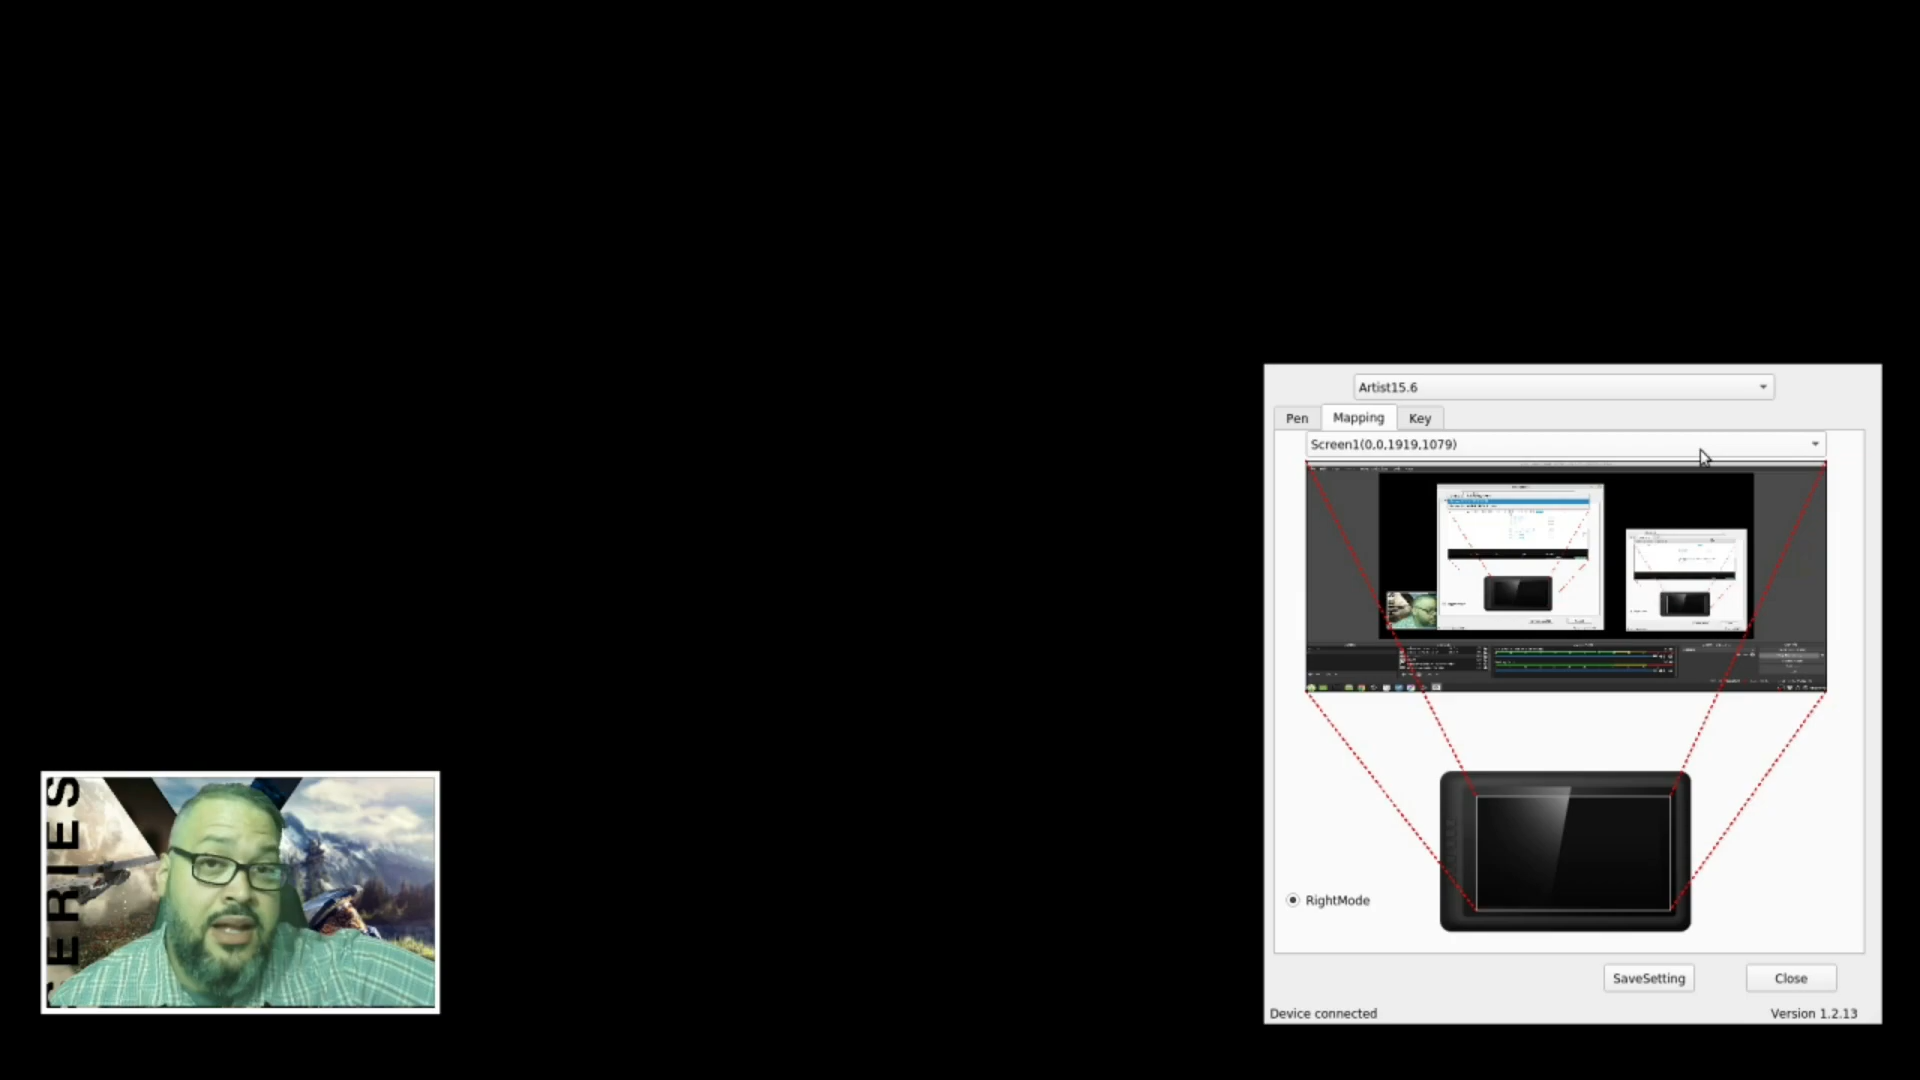 Artist15.6
Pen Mapping Key
Screen1(0,0,1919,1079)
RightMode
SaveSetting Close
Device connected Version 1.2.13
SERIES